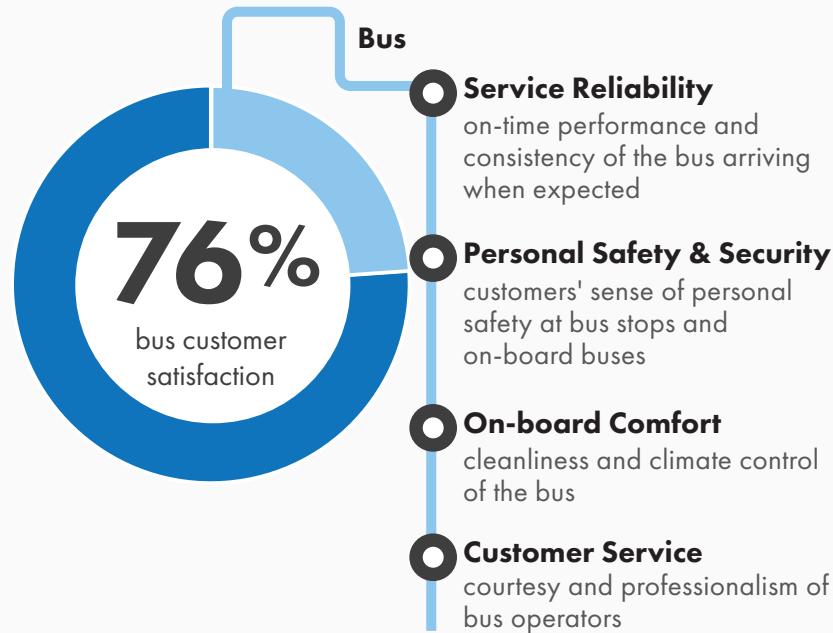 Bus
76%
bus customer
satisfaction
Service Reliability
on-time performance and
consistency of the bus arriving
when expected
Personal Safety & Security
customers' sense of personal
safety at bus stops and
on-board buses
On-board Comfort
cleanliness and climate control
of the bus
Customer Service
courtesy and professionalism of
bus operators